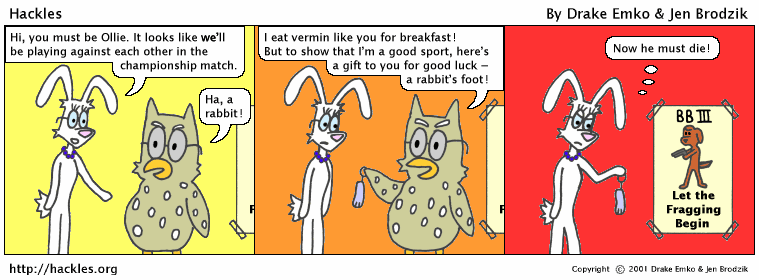 Hackles
By Drake Emko & Jen Brodzik
Hi, you must be Ollie. It looks like we'll
be playing against each other in the
championship match.
Ha, a
rabbit!
F
I eat vermin like you for breakfast!
But to show that I'm a good sport, here's
a gift to you for good luck –
a rabbit's foot!
F
Now he must die!
BB III
Let the
Fragging
Begin
http://hackles.org
Copyright © 2001 Drake Emko & Jen Brodzik